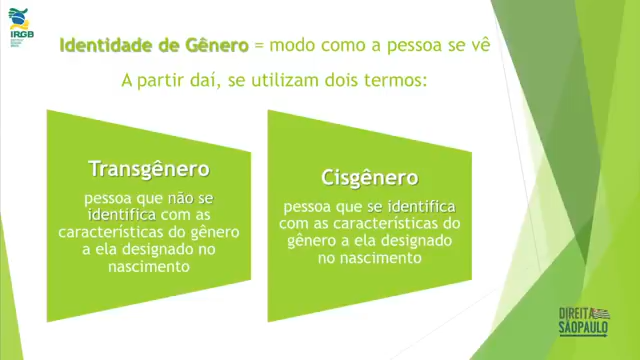 IRGB
Identidade de Gênero = modo como a pessoa se vê
A partir daí, se utilizam dois termos:
Transgênero
pessoa que não se
identifica com as
características do gênero
a ela designado no
nascimento
Cisgênero
pessoa que se identifica
com as características do
gênero a ela designado
no nascimento
DIREITA
SÃOPAULO